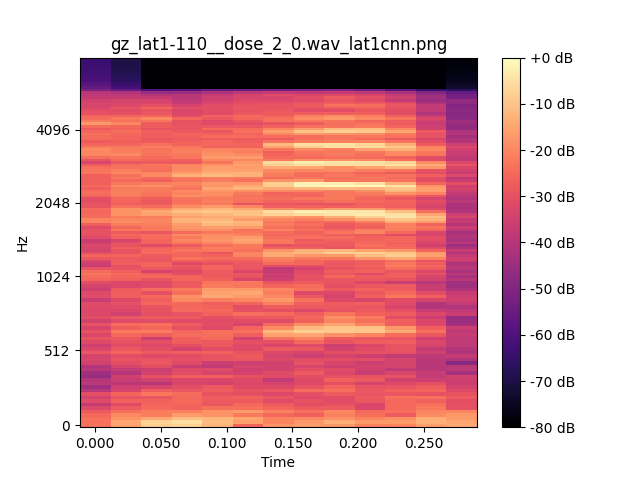 gz_lat1-110__dose_2_0.wav_lat1cnn.png
Hz
4096
2048
1024
512
0
0.000 0.050 0.100 0.150 0.200 0.250
Time
+0 dB
-10 dB
-20 dB
-30 dB
-40 dB
-50 dB
-60 dB
-70 dB
-80 dB